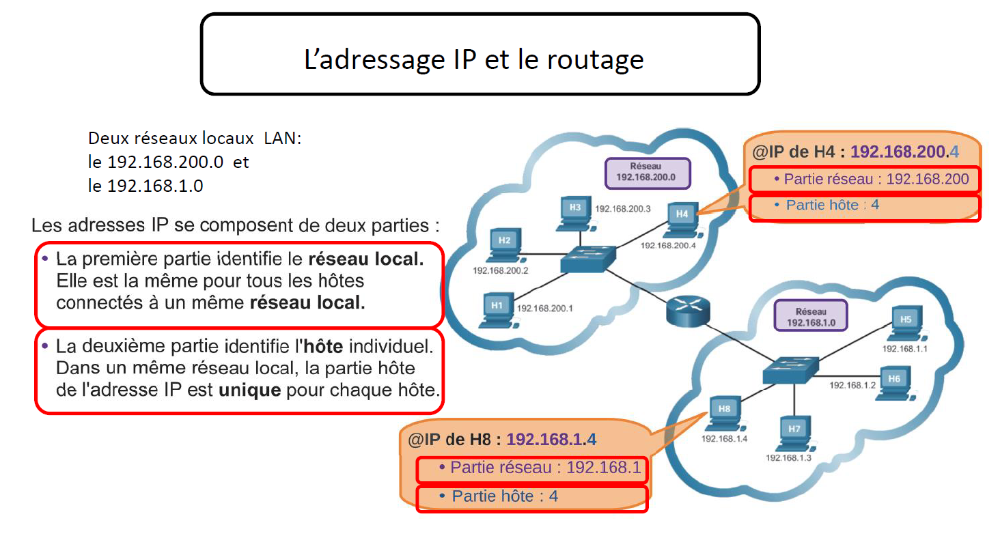 L'adressage IP et le routage
Deux réseaux locaux LAN:
le 192.168.200.0 et
le 192.168.1.0
Les adresses IP se composent de deux parties :
• La première partie identifie le réseau local.
Elle est la même pour tous les hôtes
connectés à un même réseau local.
• La deuxième partie identifie l'hôte individuel.
Dans un même réseau local, la partie hôte
de l'adresse IP est unique pour chaque hôte.
Réseau
192.168.200.0
H3
192.168.200.3
H4
192.168.200.4
H2
192.168.200.2
H1
192.168.200.1
@IP de H4 : 192.168.200.4
• Partie réseau : 192.168.200
• Partie hôte : 4
Réseau
192.168.1.0
H5
192.168.1.1
H6
192.168.1.2
H8
192.168.1.4
H7
192.168.1.3
@IP de H8 : 192.168.1.4
• Partie réseau : 192.168.1
• Partie hôte : 4